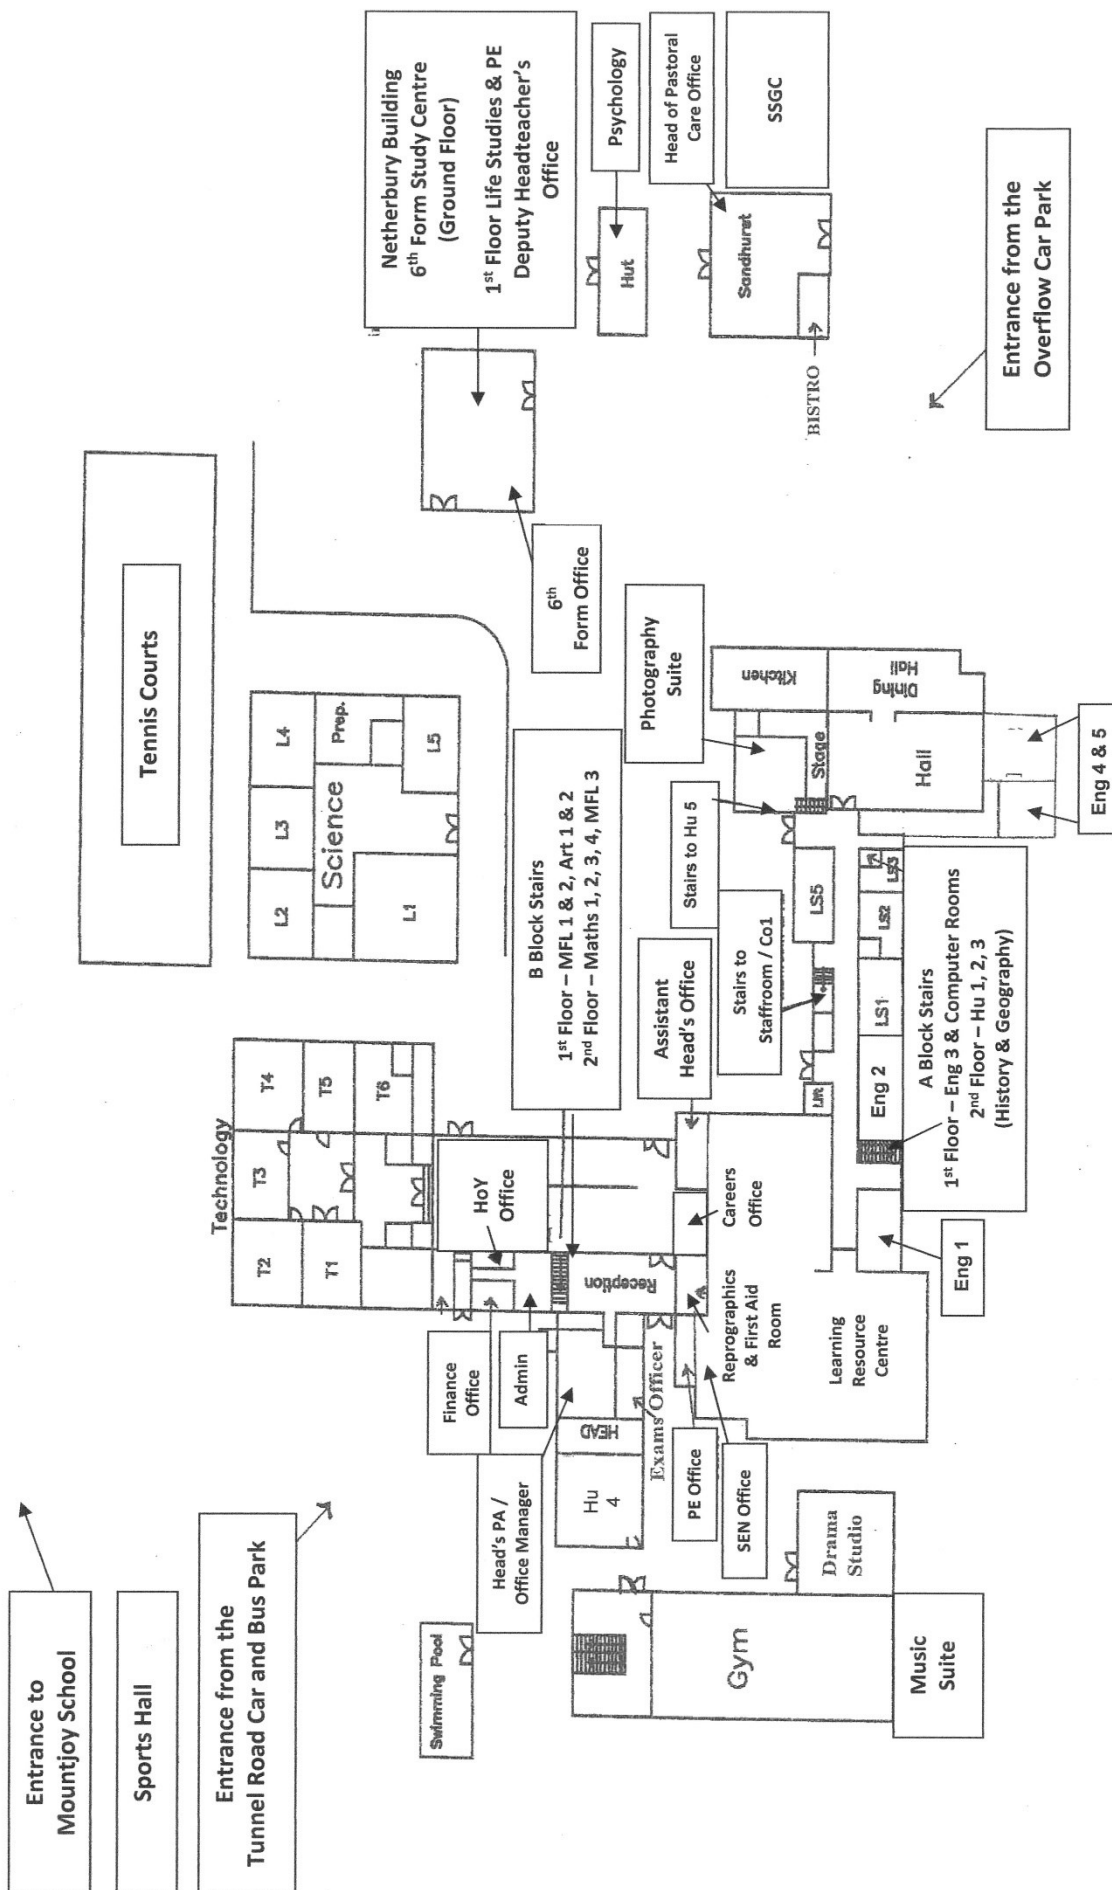 Entrance to
Mountjoy School
Sports Hall
Entrance from the
Tunnel Road Car and Bus Park
Tennis Courts
Netherbury Building
6th Form Study Centre
(Ground Floor)
1st Floor Life Studies & PE
Deputy Headteacher's
Office
Psychology
Hut
Head of Pastoral
Care Office
Sandhurst
SSGC
BISTRO
Entrance from the
Overflow Car Park
6th
Form Office
L2
L3
L4
Science
Prep.
L1
L5
Technology
T2
T3
T4
T1
T5
T6
HoY
Office
B Block Stairs
1st Floor – MFL 1 & 2, Art 1 & 2
2nd Floor – Maths 1, 2, 3, 4, MFL 3
Finance
Office
Admin
Reception
Head's PA /
Office Manager
HEAD
Hu
4
Exams Officer
Swimming Pool
PE Office
SEN Office
Reprographics
& First Aid
Room
Careers
Office
Assistant
Head's Office
Stairs to
Staffroom / Co1
Stairs to Hu 5
Photography
Suite
Kitchen
Stage
Dining
Hall
Hall
Lift
LS5
Learning
Resource
Centre
Eng 1
Eng 2
LS1
LS2
LS3
A Block Stairs
1st Floor – Eng 3 & Computer Rooms
2nd Floor – Hu 1, 2, 3
(History & Geography)
Eng 4 & 5
Gym
Drama
Studio
Music
Suite